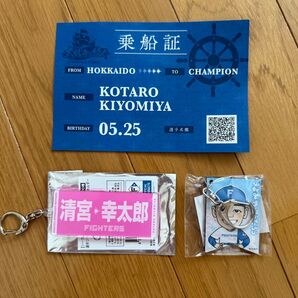 乗船証
FROM HOKKAIDO TO CHAMPION
NAME KOTARO
KIYOMIYA
BIRTHDAY 05.25
清宮幸太郎
FIGHTERS
F